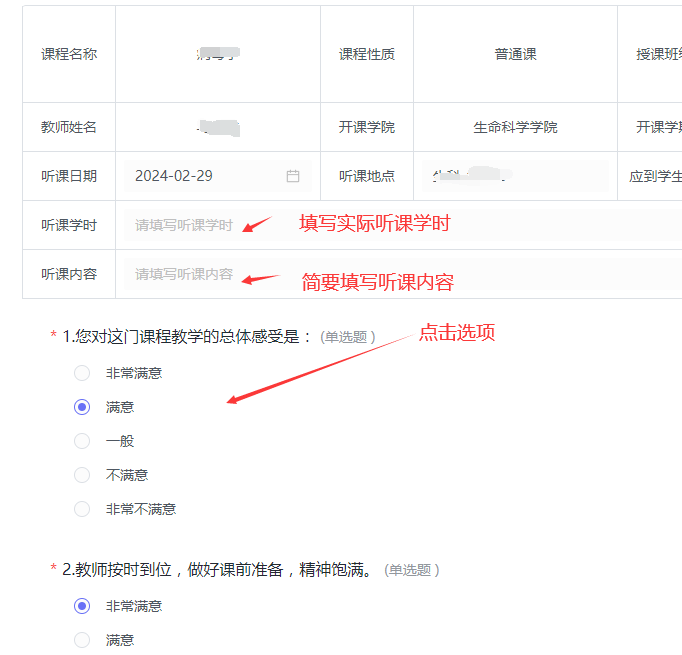 课程名称 课程性质 普通课 授课班
教师姓名 开课学院 生命科学学院 开课学
听课日期 2024-02-29 听课地点 应到学生
听课学时 请填写听课学时 填写实际听课学时
听课内容 请填写听课内容 简要填写听课内容
* 1.您对这门课程教学的总体感受是： (单选题) 点击选项
非常满意
满意
一般
不满意
非常不满意
* 2.教师按时到位，做好课前准备，精神饱满。 (单选题)
非常满意
满意